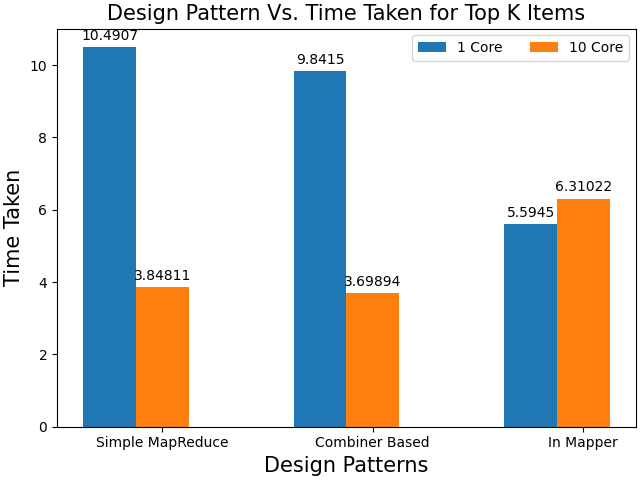 Design Pattern Vs. Time Taken for Top K Items
10.4907
9.8415
1 Core
10 Core
10
8
6.31022
5.5945
6
Time Taken
3.84811
3.69894
4
2
0
Simple MapReduce
Combiner Based
In Mapper
Design Patterns